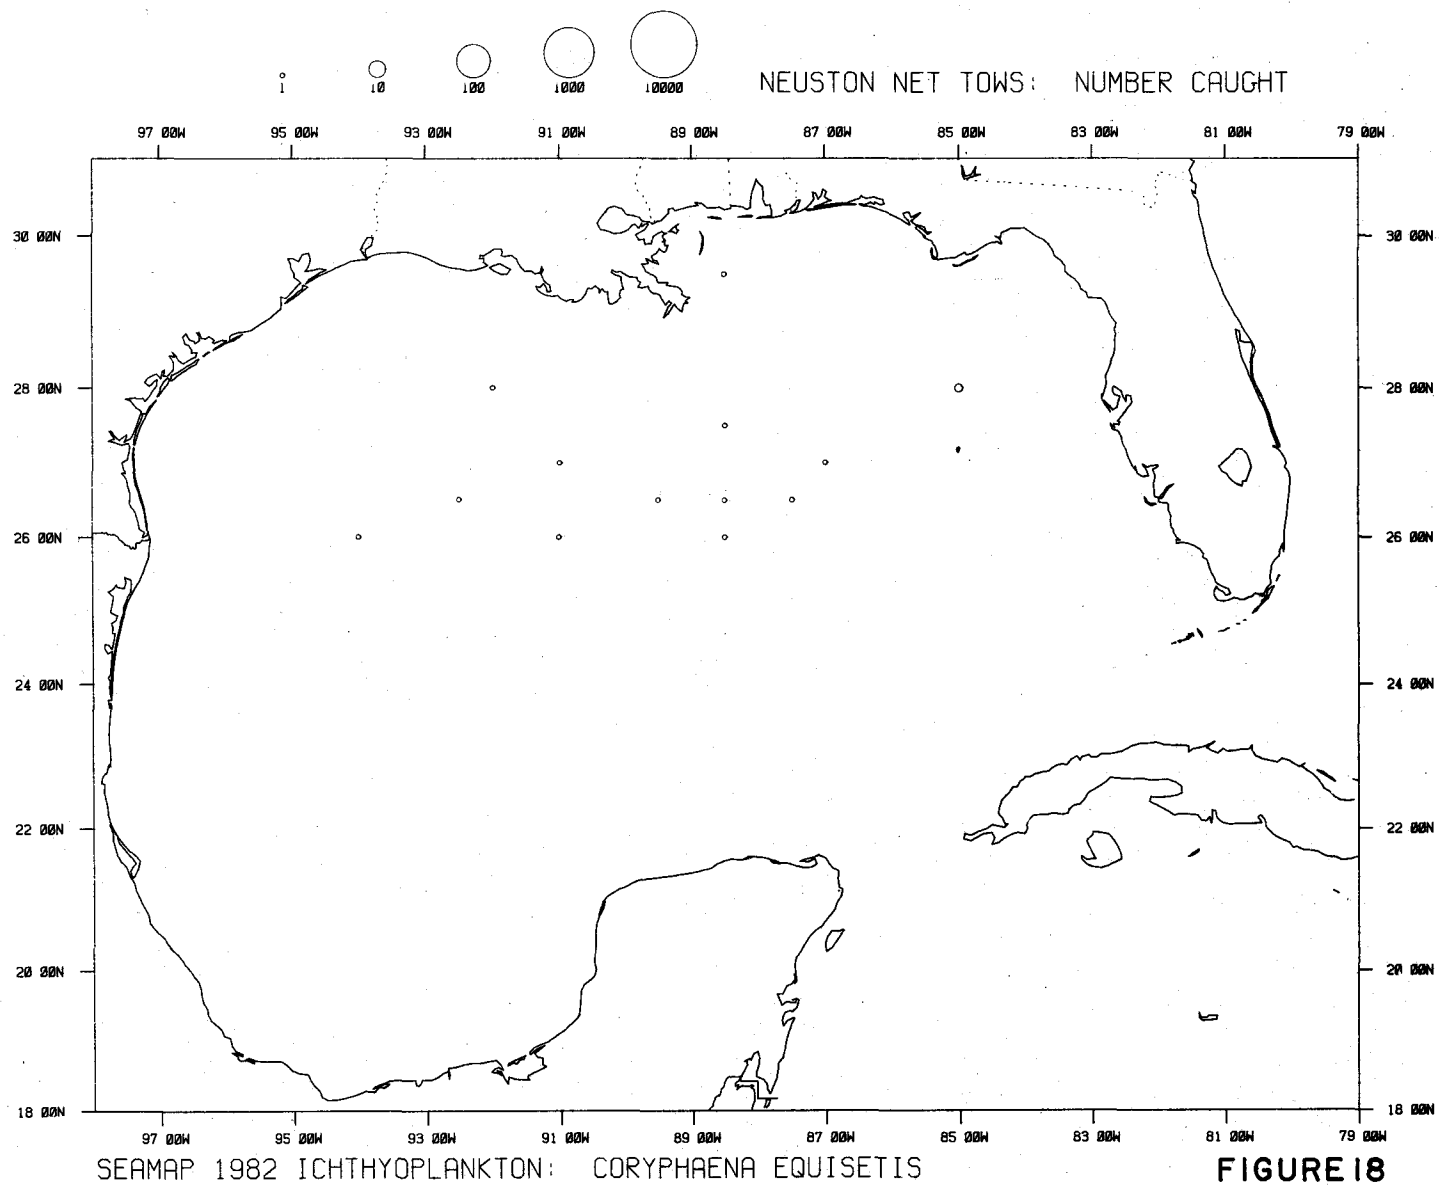 1 10 100 1000 10000
NEUSTON NET TOWS: NUMBER CAUGHT
97 00W 95 00W 93 00W 91 00W 89 00W 87 00W 85 00W 83 00W 81 00W 79 00W
30 00N 30 00N
28 00N 28 00N
26 00N 26 00N
24 00N 24 00N
22 00N 22 00N
20 00N 20 00N
18 00N 18 00N
97 00W 95 00W 93 00W 91 00W 89 00W 87 00W 85 00W 83 00W 81 00W 79 00W
SEAMAP 1982 ICHTHYOPLANKTON: CORYPHAENA EQUISETIS
FIGURE 18